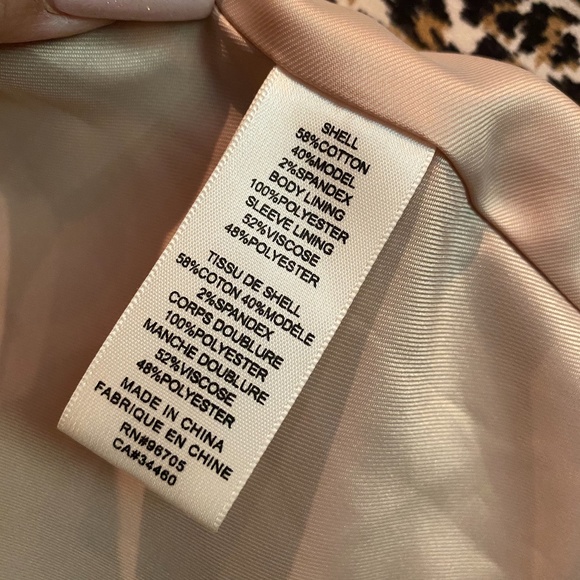 SHELL
58%COTTON
40%MODEL
2%SPANDEX
BODY LINING
100%POLYESTER
SLEEVE LINING
52%VISCOSE
48%POLYESTER
TISSU DE SHELL
58%COTON 40%MODÈLE
2%SPANDEX
CORPS DOUBLURE
100%POLYESTER
MANCHE DOUBLURE
52%VISCOSE
48%POLYESTER
MADE IN CHINA
FABRIQUE EN CHINE
RN#96705
CA#34460